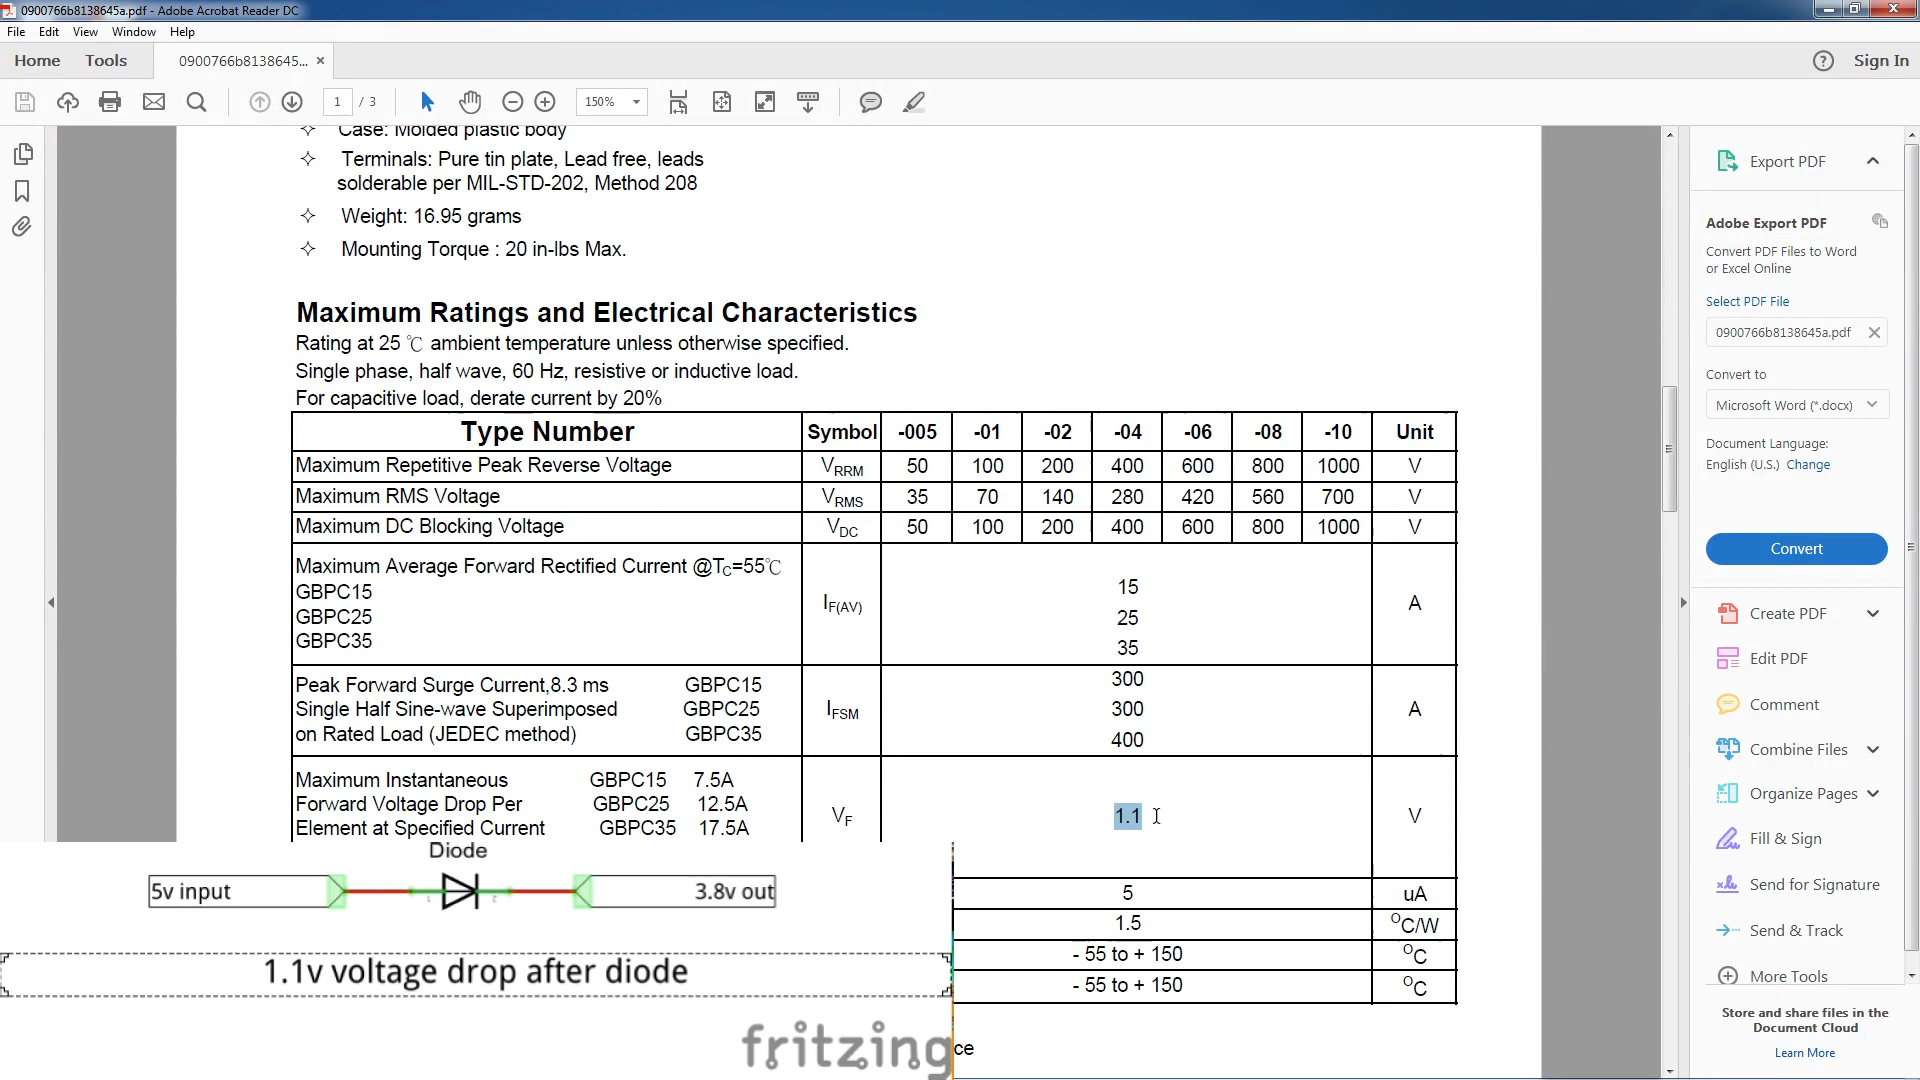 0900766b8138645a.pdf - Adobe Acrobat Reader DC
File Edit View Window Help
Home Tools 0900766b8138645... × Sign In
1 / 3 150%
Case: Molded plastic body
Terminals: Pure tin plate, Lead free, leads
solderable per MIL-STD-202, Method 208
Weight: 16.95 grams
Mounting Torque : 20 in-lbs Max.
Maximum Ratings and Electrical Characteristics
Rating at 25 ℃ ambient temperature unless otherwise specified.
Single phase, half wave, 60 Hz, resistive or inductive load.
For capacitive load, derate current by 20%
Type Number Symbol -005 -01 -02 -04 -06 -08 -10 Unit
Maximum Repetitive Peak Reverse Voltage VRRM 50 100 200 400 600 800 1000 V
Maximum RMS Voltage VRMS 35 70 140 280 420 560 700 V
Maximum DC Blocking Voltage VDC 50 100 200 400 600 800 1000 V
Maximum Average Forward Rectified Current @TC=55℃
GBPC15 15
GBPC25 IF(AV) 25 A
GBPC35 35
Peak Forward Surge Current,8.3 ms GBPC15 300
Single Half Sine-wave Superimposed GBPC25 IFSM 300 A
on Rated Load (JEDEC method) GBPC35 400
Maximum Instantaneous GBPC15 7.5A
Forward Voltage Drop Per GBPC25 12.5A VF 1.1 V
Element at Specified Current GBPC35 17.5A
5 uA
1.5 OC/W
- 55 to + 150 OC
- 55 to + 150 OC
ce
Diode
5v input 1 2 3.8v out
1.1v voltage drop after diode
fritzing
Export PDF
Adobe Export PDF
Convert PDF Files to Word
or Excel Online
Select PDF File
0900766b8138645a.pdf
Convert to
Microsoft Word (*.docx)
Document Language:
English (U.S.) Change
Convert
Create PDF
Edit PDF
Comment
Combine Files
Organize Pages
Fill & Sign
Send for Signature
Send & Track
More Tools
Store and share files in the
Document Cloud
Learn More